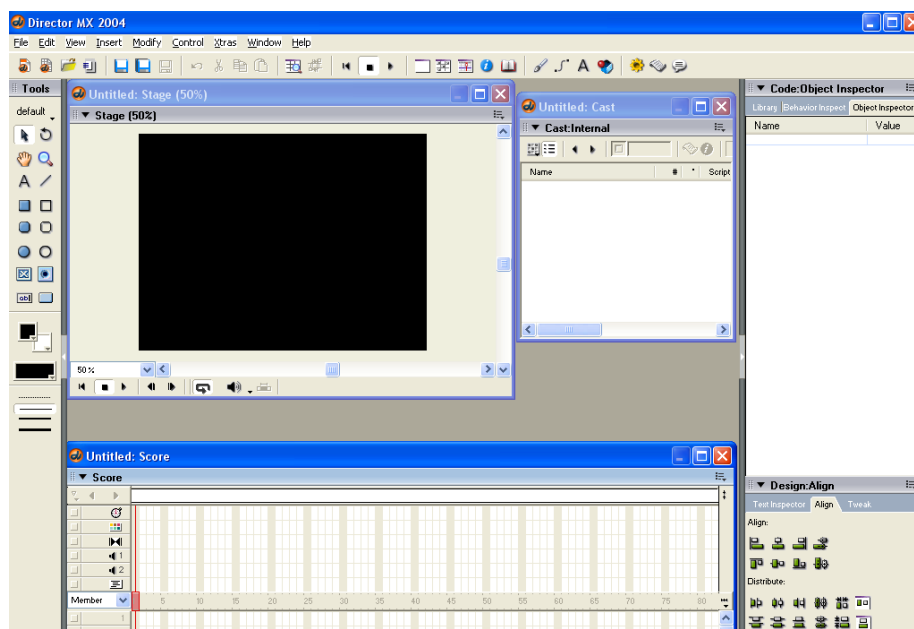 Director MX 2004
File Edit View Insert Modify Control Xtras Window Help
Tools
default
Untitled: Stage (50%)
Stage (50%)
50%
Untitled: Cast
Cast:Internal
Name # * Script
Code:Object Inspector
Library Behavior Inspect Object Inspector
Name Value
Untitled: Score
Score
1
2
Member 5 10 15 20 25 30 35 40 45 50 55 60 65 70 75 80
1
Design:Align
Text Inspector Align Tweak
Align:
Distribute: